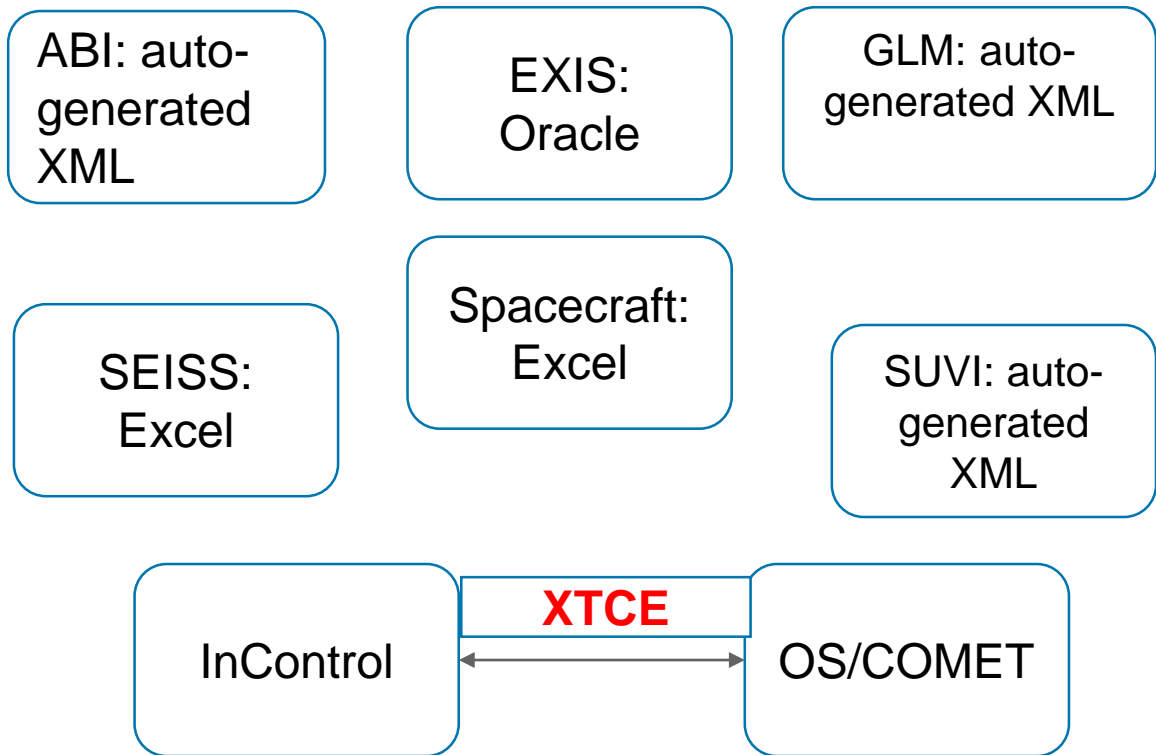 ABI: auto-
generated
XML
EXIS:
Oracle
GLM: auto-
generated XML
Spacecraft:
Excel
SEISS:
Excel
SUVI: auto-
generated
XML
InControl
XTCE
OS/COMET